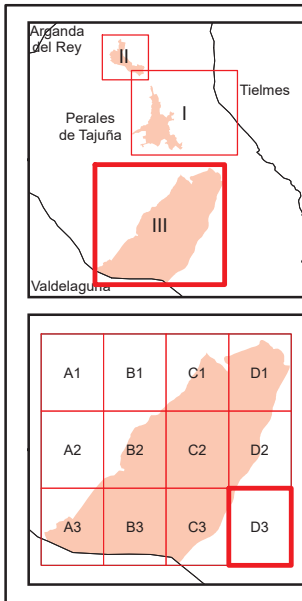 Arganda
del Rey
II
Tielmes
I
Perales
de Tajuña
III
Valdelaguna
A1 B1 C1 D1
A2 B2 C2 D2
A3 B3 C3 D3